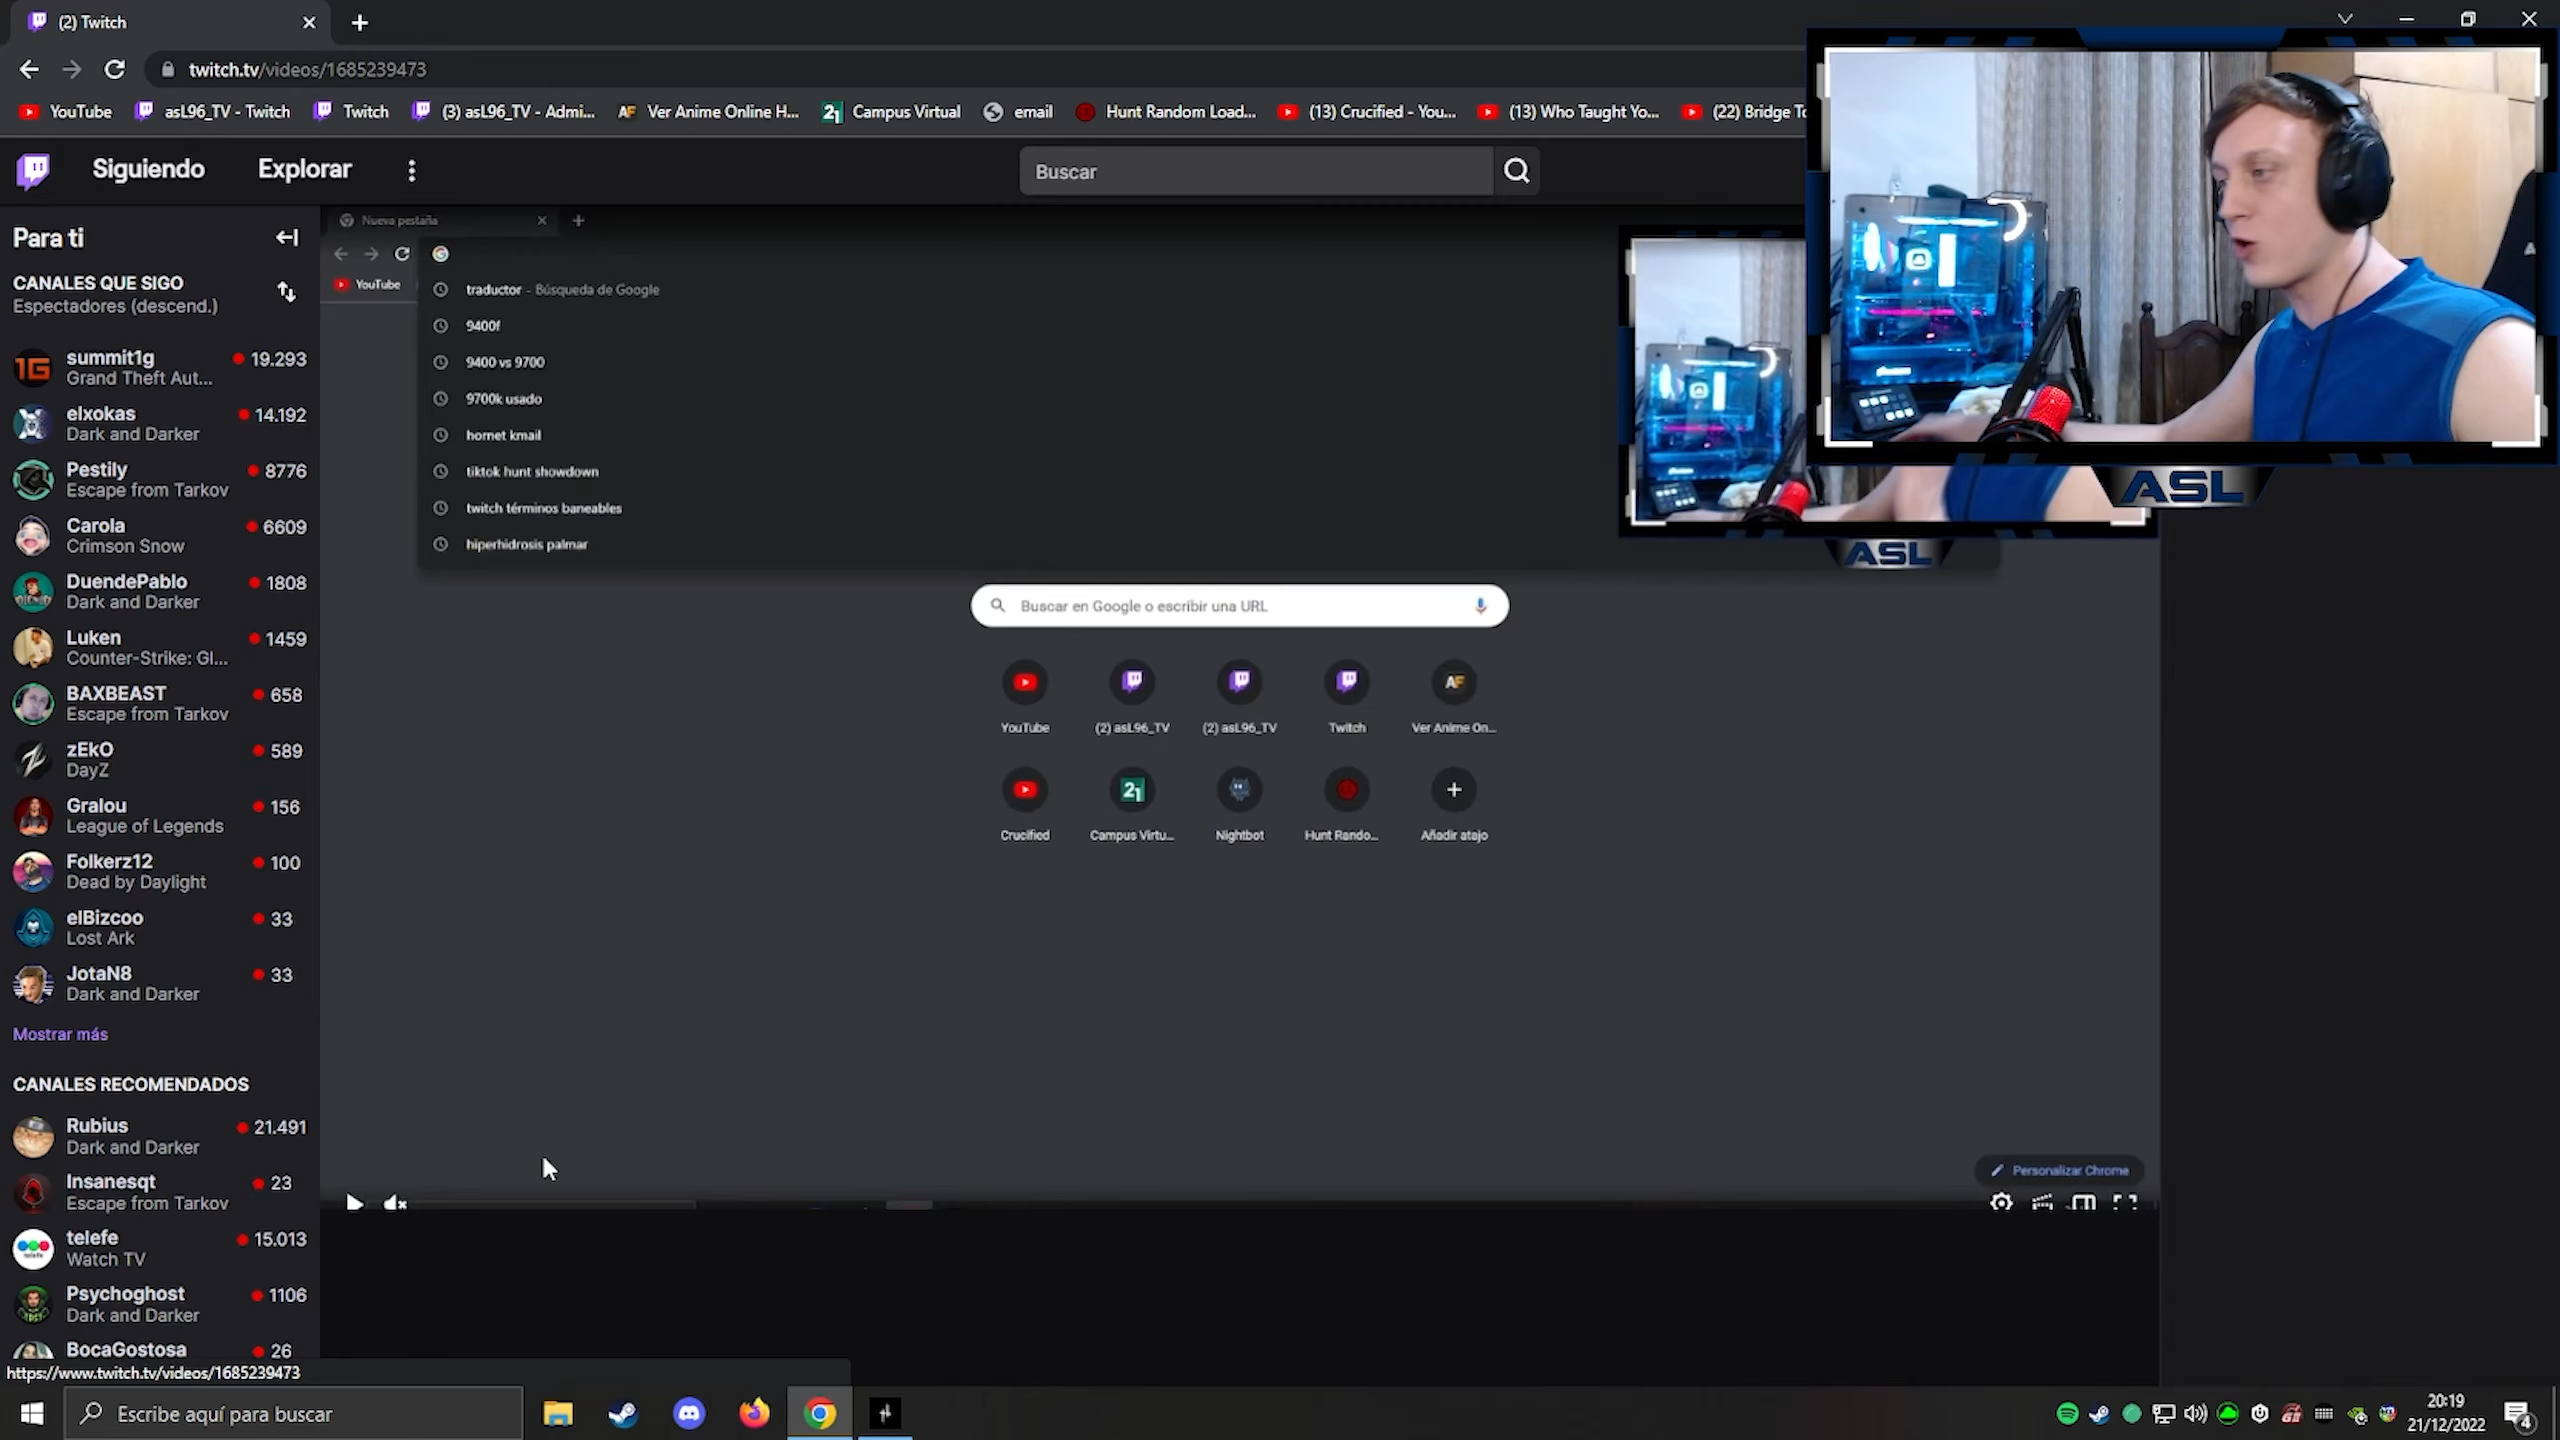 (2) Twitch
twitch.tv/videos/1685239473
YouTube
asL96_TV - Twitch
Twitch
(3) asL96_TV - Admi...
Ver Anime Online H...
Campus Virtual
email
Hunt Random Load...
(13) Crucified - You...
(13) Who Taught Yo...
(22) Bridge To
Siguiendo
Explorar
Buscar
Para ti
CANALES QUE SIGO
Espectadores (descend.)
summit1g
19.293
Grand Theft Aut...
elxokas
14.192
Dark and Darker
Pestily
8776
Escape from Tarkov
Carola
6609
Crimson Snow
DuendePablo
1808
Dark and Darker
Luken
1459
Counter-Strike: Gl...
BAXBEAST
658
Escape from Tarkov
zEkO
589
DayZ
Gralou
156
League of Legends
Folkerz12
100
Dead by Daylight
elBizcoo
33
Lost Ark
JotaN8
33
Dark and Darker
Mostrar más
CANALES RECOMENDADOS
Rubius
21.491
Dark and Darker
Insanesqt
23
Escape from Tarkov
telefe
15.013
Watch TV
Psychoghost
1106
Dark and Darker
BocaGostosa
26
https://www.twitch.tv/videos/1685239473
Nueva pestaña
YouTube
traductor - Búsqueda de Google
9400f
9400 vs 9700
9700k usado
hornet kmail
tiktok hunt showdown
twitch términos baneables
hiperhidrosis palmar
ASL
ASL
Buscar en Google o escribir una URL
YouTube
(2) asL96_TV
(2) asL96_TV
Twitch
Ver Anime On...
Crucified
Campus Virtu...
Nightbot
Hunt Rando...
Añadir atajo
Personalizar Chrome
Escribe aquí para buscar
20:19
21/12/2022
4